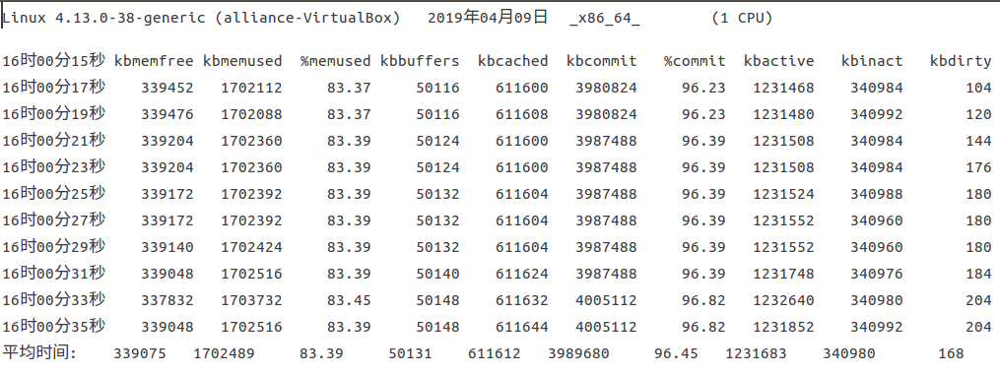 Linux 4.13.0-38-generic (alliance-VirtualBox) 2019年04月09日 _x86_64_ (1 CPU)
16时00分15秒 kbmemfree kbmemused %memused kbbuffers kbcached kbcommit %commit kbactive kbinact kbdirty
16时00分17秒 339452 1702112 83.37 50116 611600 3980824 96.23 1231468 340984 104
16时00分19秒 339476 1702088 83.37 50116 611608 3980824 96.23 1231480 340992 120
16时00分21秒 339204 1702360 83.39 50124 611604 3987488 96.39 1231508 340984 144
16时00分23秒 339204 1702360 83.39 50124 611600 3987488 96.39 1231508 340984 176
16时00分25秒 339172 1702392 83.39 50132 611604 3987488 96.39 1231524 340988 180
16时00分27秒 339172 1702392 83.39 50132 611604 3987488 96.39 1231552 340960 180
16时00分29秒 339140 1702424 83.39 50132 611604 3987488 96.39 1231552 340960 180
16时00分31秒 339048 1702516 83.39 50140 611624 3987488 96.39 1231748 340976 184
16时00分33秒 337832 1703732 83.45 50148 611632 4005112 96.82 1232640 340980 204
16时00分35秒 339048 1702516 83.39 50148 611644 4005112 96.82 1231852 340992 204
平均时间: 339075 1702489 83.39 50131 611612 3989680 96.45 1231683 340980 168